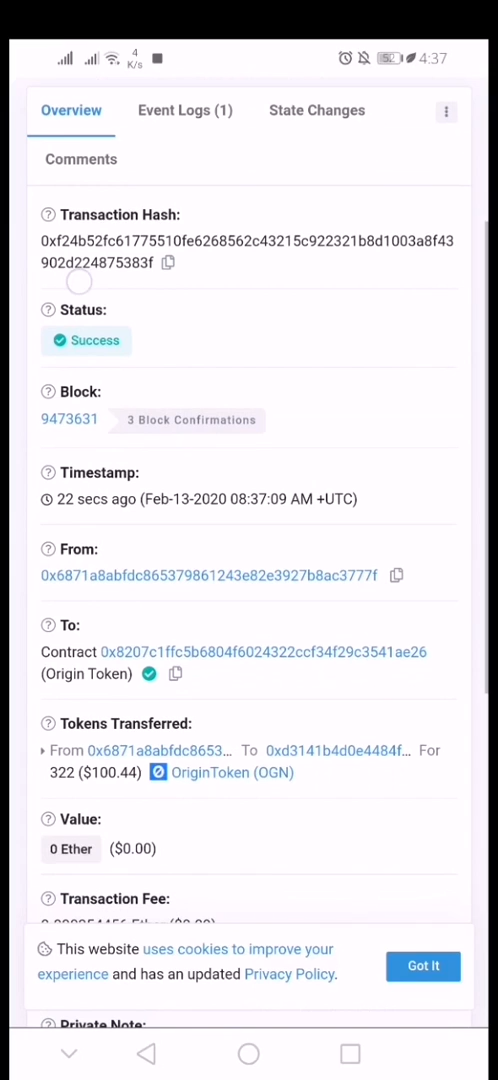 4
K/s
52
4:37
Overview
Event Logs (1)
State Changes
Comments
Transaction Hash:
0xf24b52fc61775510fe6268562c43215c922321b8d1003a8f43
902d224875383f
Status:
Success
Block:
9473631
3 Block Confirmations
Timestamp:
22 secs ago (Feb-13-2020 08:37:09 AM +UTC)
From:
0x6871a8abfdc865379861243e82e3927b8ac3777f
To:
Contract 0x8207c1ffc5b6804f6024322ccf34f29c3541ae26
(Origin Token)
Tokens Transferred:
From 0x6871a8abfdc8653... To 0xd3141b4d0e4484f... For
322 ($100.44) OriginToken (OGN)
Value:
0 Ether ($0.00)
Transaction Fee:
This website uses cookies to improve your
experience and has an updated Privacy Policy.
Got It
Private Note: